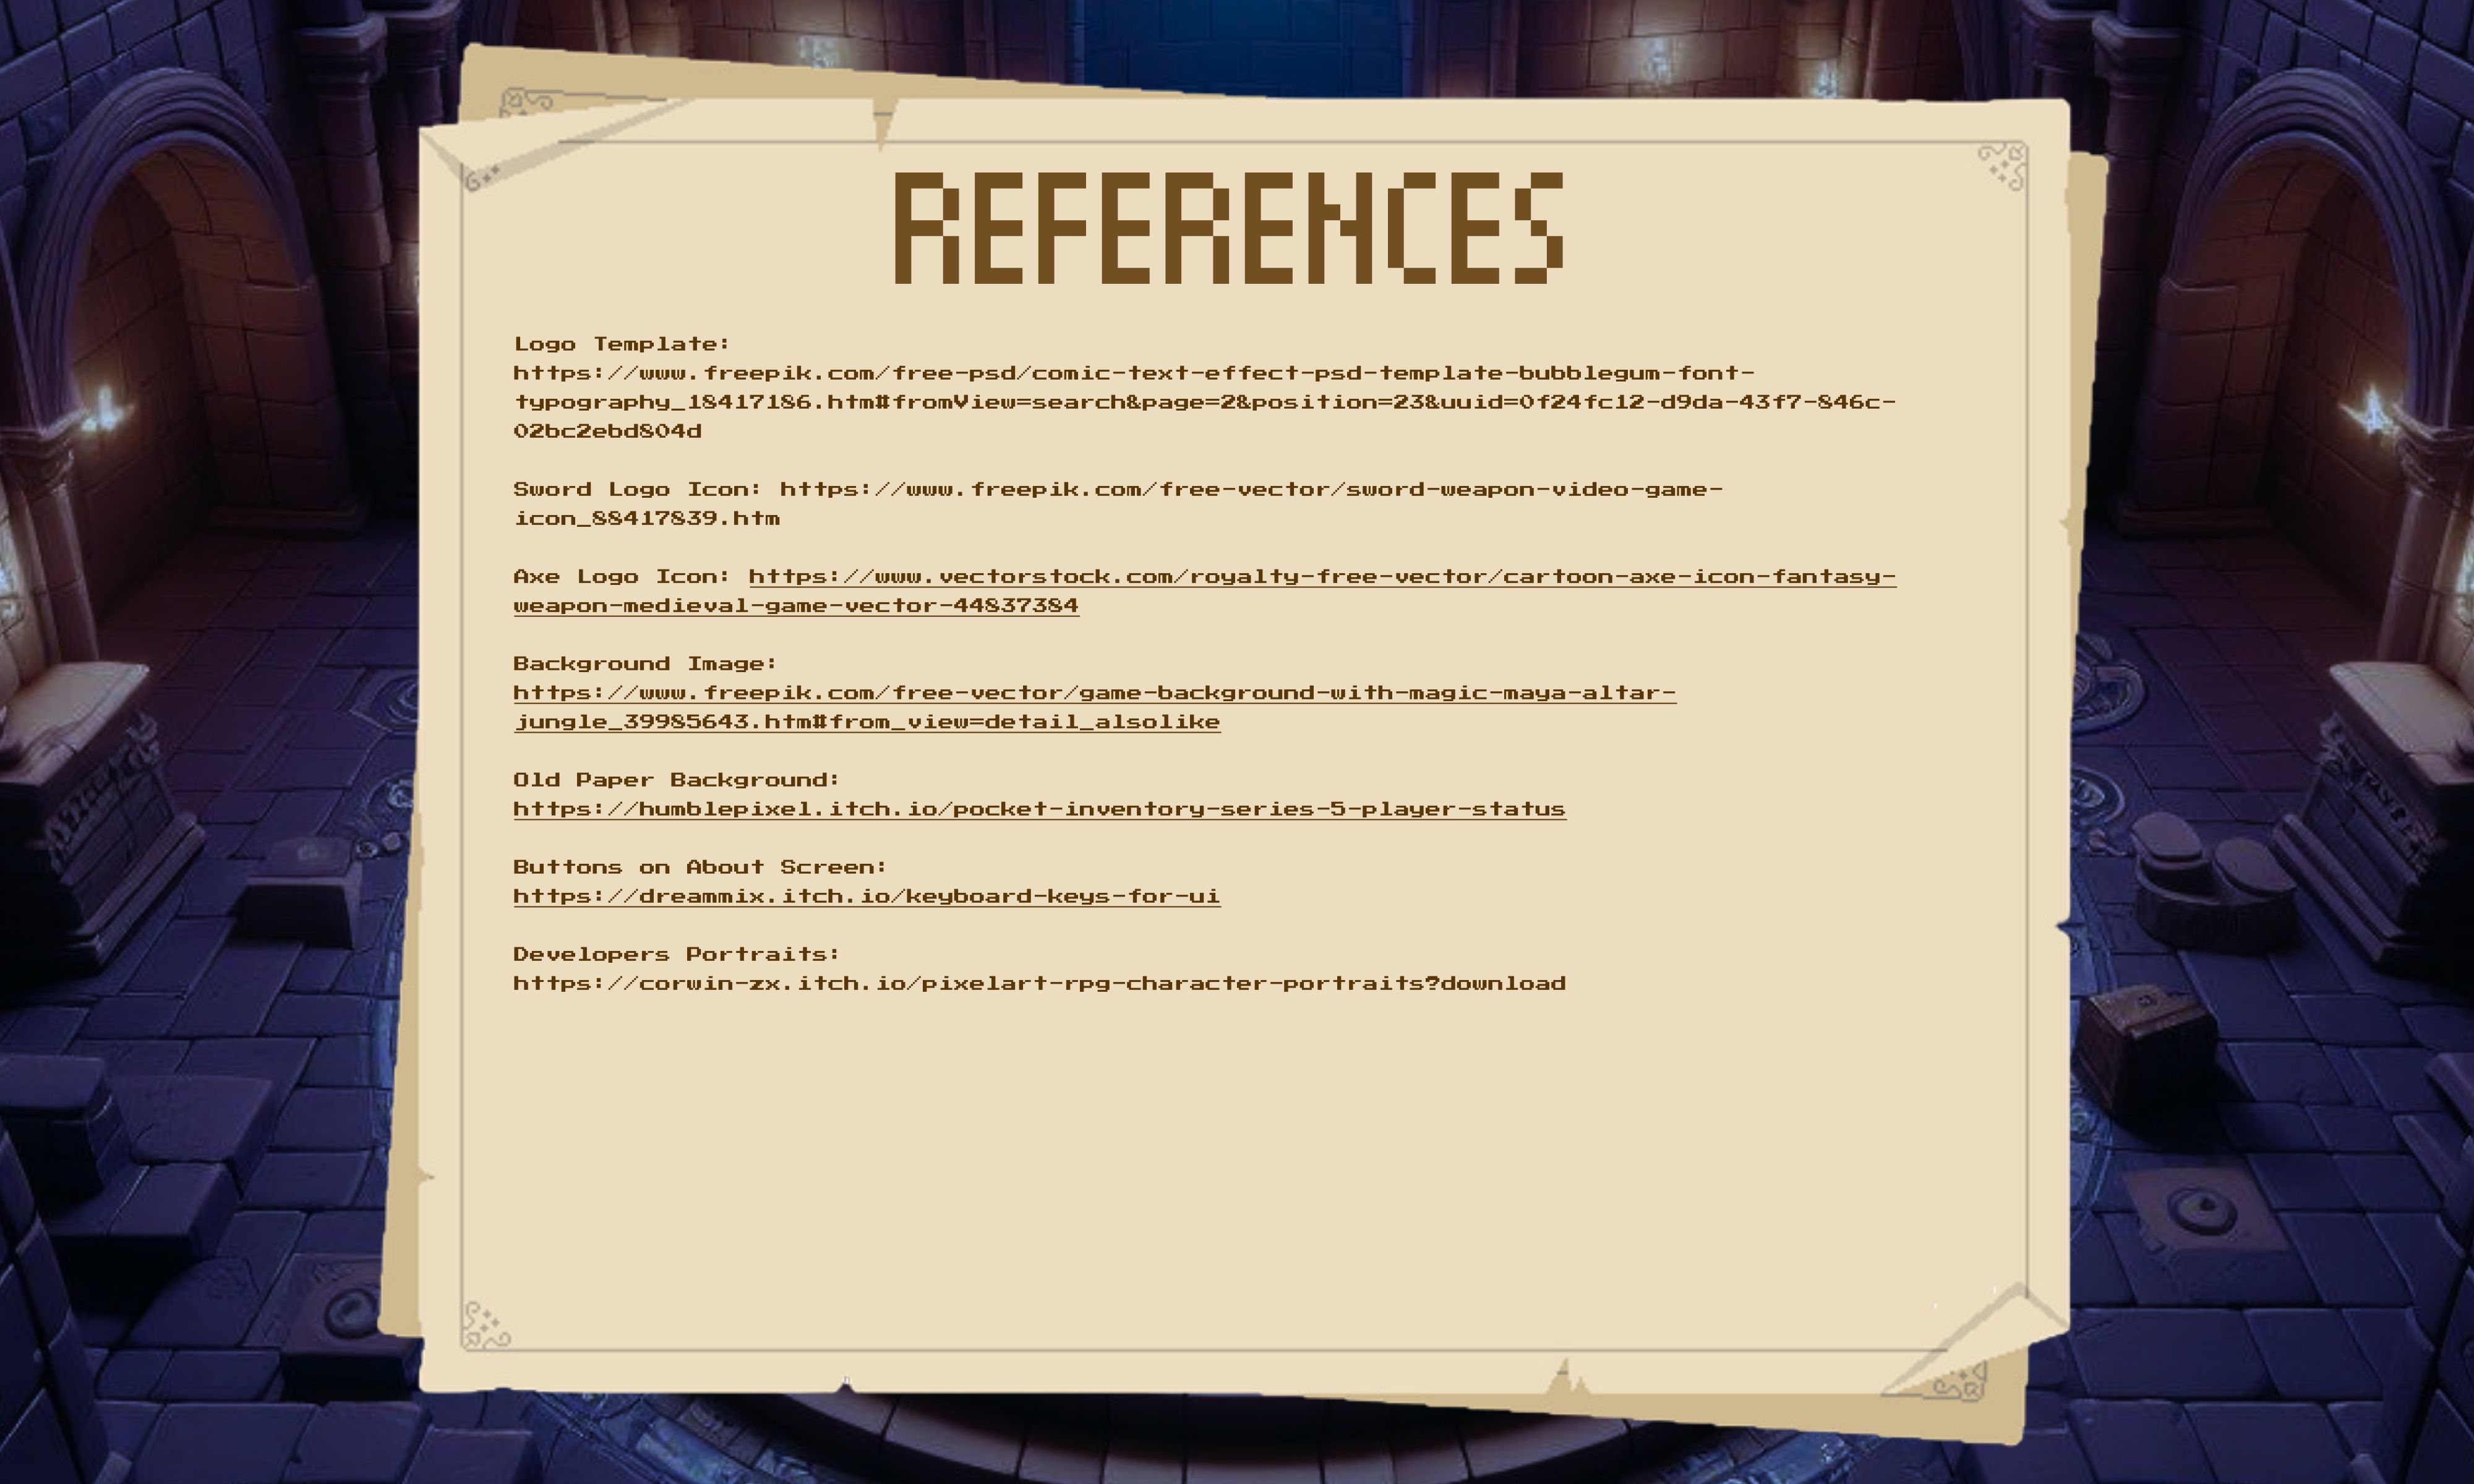 REFERENCES
Logo Template:
https://www.freepik.com/free-psd/comic-text-effect-psd-template-bubblegum-font-
typography_18417186.htm#fromView=search&page=2&position=23&uuid=0f24fc12-d9da-43f7-846c-
02bc2ebd804d
Sword Logo Icon: https://www.freepik.com/free-vector/sword-weapon-video-game-
icon_88417839.htm
Axe Logo Icon: https://www.vectorstock.com/royalty-free-vector/cartoon-axe-icon-fantasy-
weapon-medieval-game-vector-44837384
Background Image:
https://www.freepik.com/free-vector/game-background-with-magic-maya-altar-
jungle_39985643.htm#from_view=detail_alsolike
Old Paper Background:
https://humblepixel.itch.io/pocket-inventory-series-5-player-status
Buttons on About Screen:
https://dreammix.itch.io/keyboard-keys-for-ui
Developers Portraits:
https://corwin-zx.itch.io/pixelart-rpg-character-portraits?download